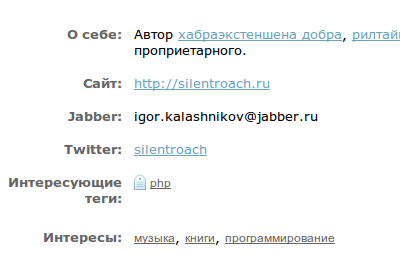 О себе: Автор хабраэкстеншена добра, рилтай
проприетарного.
Сайт: http://silentroach.ru
Jabber: igor.kalashnikov@jabber.ru
Twitter: silentroach
Интересующие php
теги:
Интересы: музыка, книги, программирование